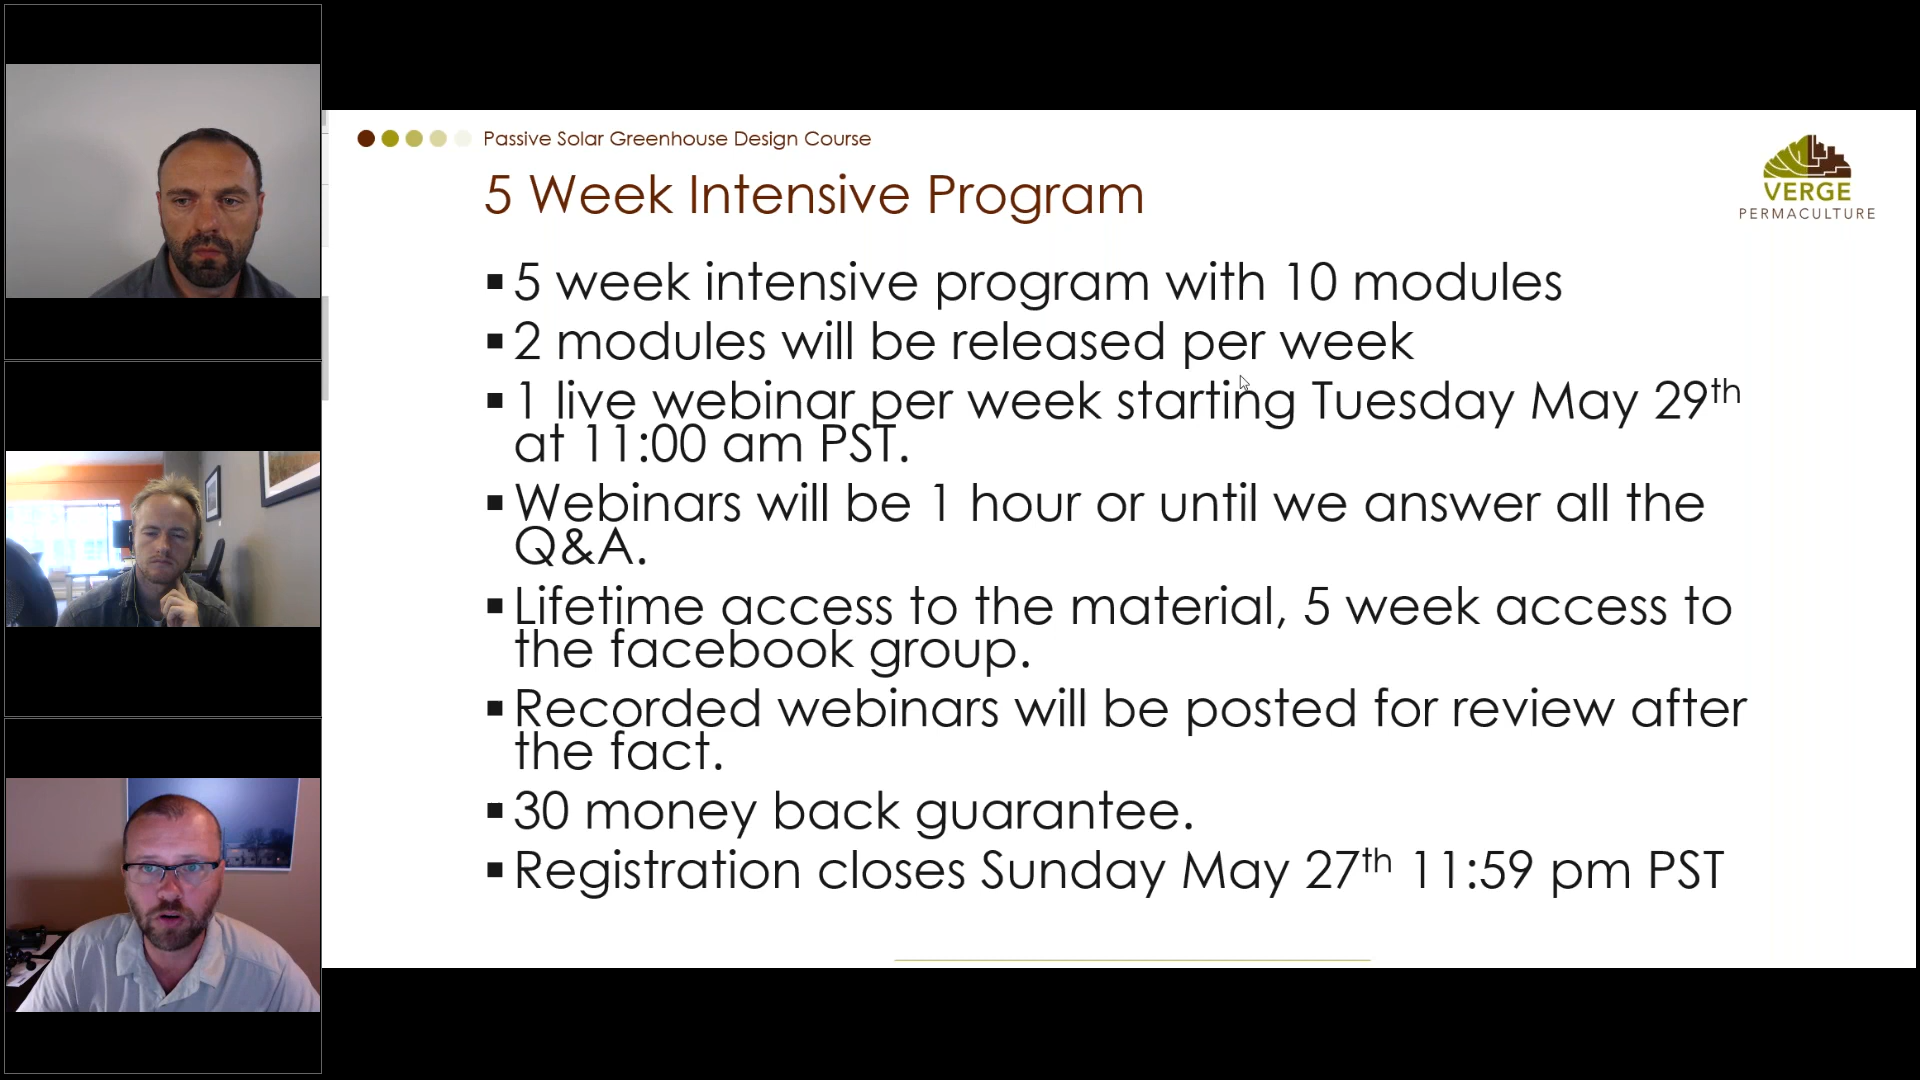 Passive Solar Greenhouse Design Course
5 Week Intensive Program
VERGE
PERMACULTURE
▪5 week intensive program with 10 modules
▪2 modules will be released per week
▪1 live webinar per week starting Tuesday May 29th
at 11:00 am PST.
▪Webinars will be 1 hour or until we answer all the
Q&A.
▪Lifetime access to the material, 5 week access to
the facebook group.
▪Recorded webinars will be posted for review after
the fact.
▪30 money back guarantee.
▪Registration closes Sunday May 27th 11:59 pm PST